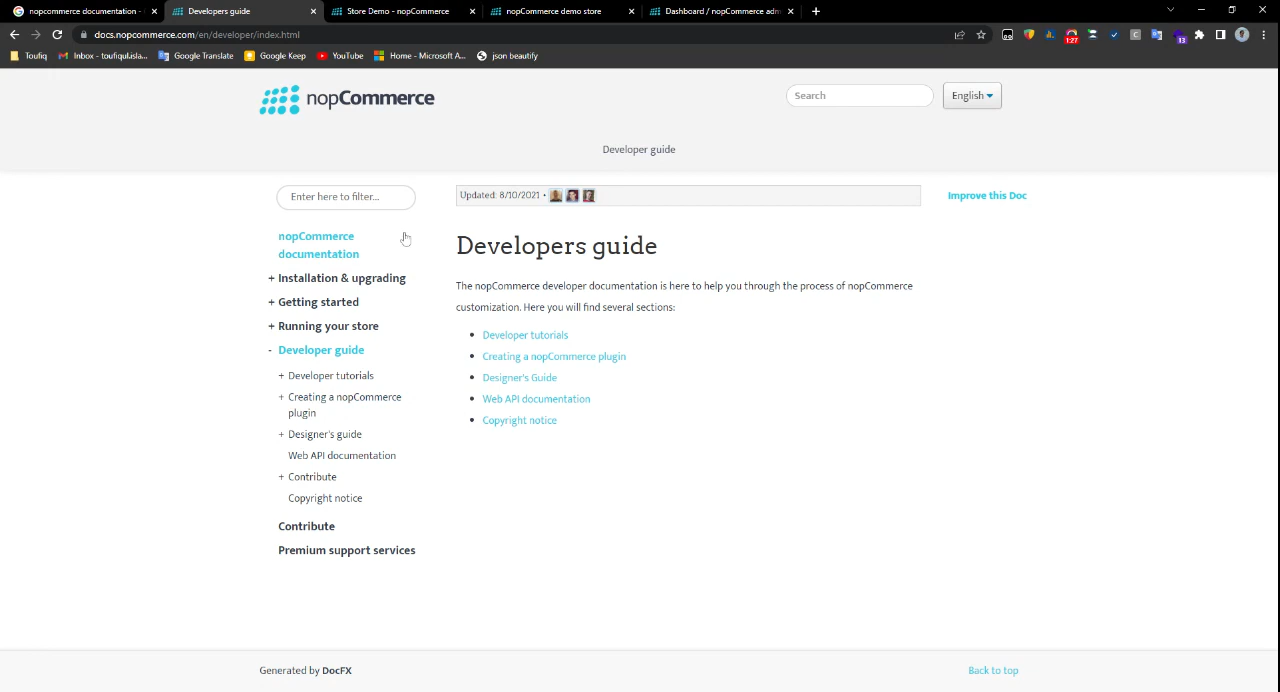 nopcommerce documentation -
Developers guide
Store Demo - nopCommerce
nopCommerce demo store
Dashboard / nopCommerce adm
docs.nopcommerce.com/en/developer/index.html
1:27
C
13
Toufiq
Inbox - toufiqul.isla...
Google Translate
Google Keep
YouTube
Home - Microsoft A...
json beautify
nopCommerce
Search
English
Developer guide
Enter here to filter...
Updated: 8/10/2021 •
Improve this Doc
nopCommerce
documentation
+ Installation & upgrading
+ Getting started
+ Running your store
- Developer guide
+ Developer tutorials
+ Creating a nopCommerce
plugin
+ Designer's guide
Web API documentation
+ Contribute
Copyright notice
Contribute
Premium support services
Developers guide
The nopCommerce developer documentation is here to help you through the process of nopCommerce
customization. Here you will find several sections:
• Developer tutorials
• Creating a nopCommerce plugin
• Designer's Guide
• Web API documentation
• Copyright notice
Generated by DocFX
Back to top